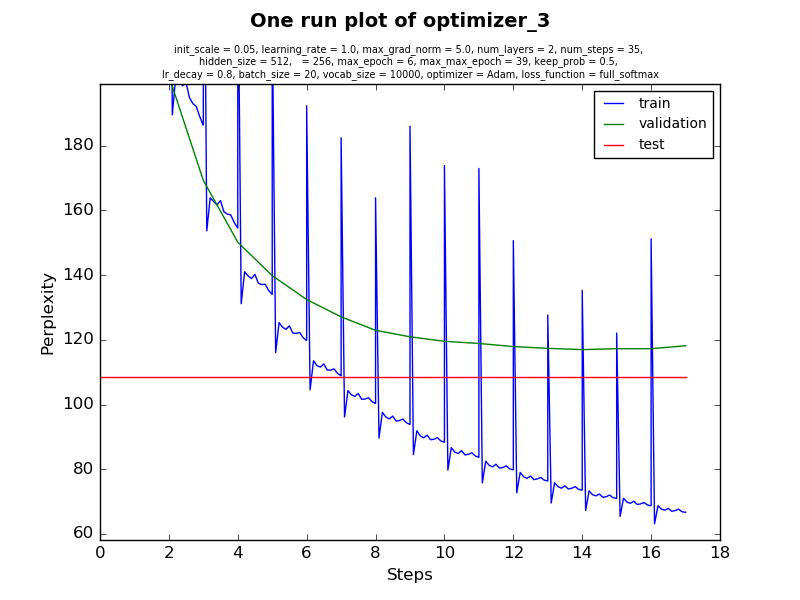 One run plot of optimizer_3
init_scale = 0.05, learning_rate = 1.0, max_grad_norm = 5.0, num_layers = 2, num_steps = 35,
hidden_size = 512,   = 256, max_epoch = 6, max_max_epoch = 39, keep_prob = 0.5,
lr_decay = 0.8, batch_size = 20, vocab_size = 10000, optimizer = Adam, loss_function = full_softmax
train
validation
test
180
160
140
120
100
80
60
Perplexity
0 2 4 6 8 10 12 14 16 18
Steps